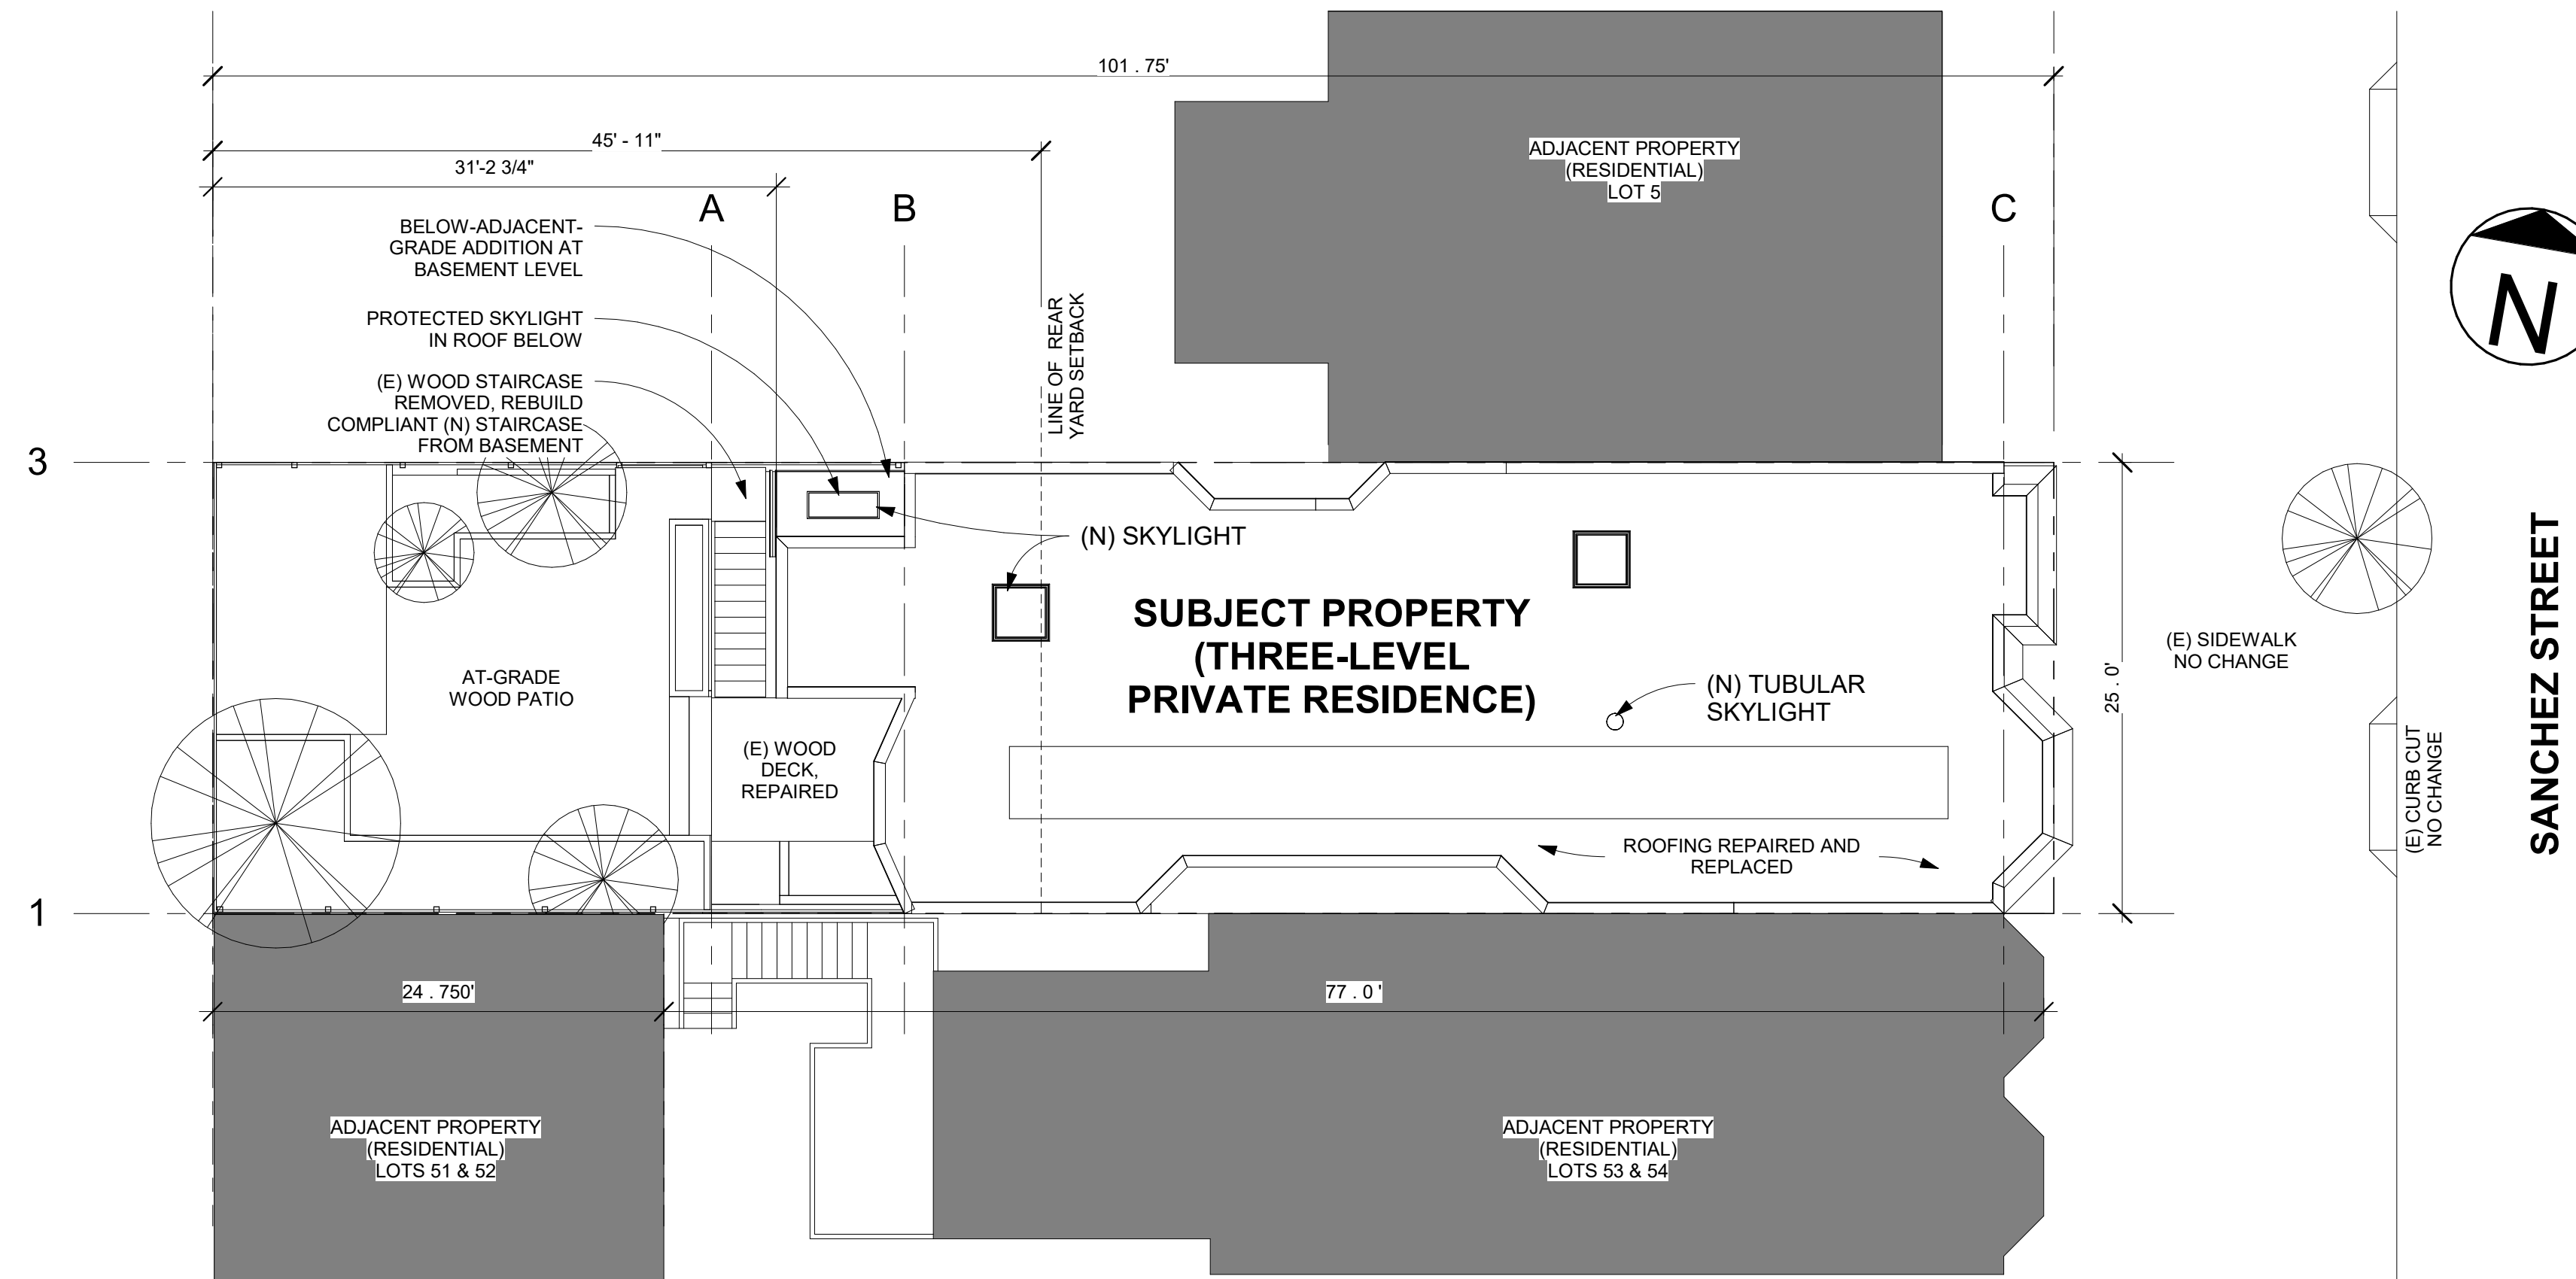 101 . 75'
45' - 11"
31'-2 3/4"
A
B
C
ADJACENT PROPERTY
(RESIDENTIAL)
LOT 5
BELOW-ADJACENT-
GRADE ADDITION AT
BASEMENT LEVEL
PROTECTED SKYLIGHT
IN ROOF BELOW
(E) WOOD STAIRCASE
REMOVED, REBUILD
COMPLIANT (N) STAIRCASE
FROM BASEMENT
LINE OF REAR
YARD SETBACK
N
3
(N) SKYLIGHT
SUBJECT PROPERTY
(THREE-LEVEL
PRIVATE RESIDENCE)
AT-GRADE
WOOD PATIO
(E) WOOD
DECK,
REPAIRED
(N) TUBULAR
SKYLIGHT
ROOFING REPAIRED AND
REPLACED
25 . 0'
(E) SIDEWALK
NO CHANGE
(E) CURB CUT
NO CHANGE
SANCHEZ STREET
1
24 . 750'
77 . 0 '
ADJACENT PROPERTY
(RESIDENTIAL)
LOTS 51 & 52
ADJACENT PROPERTY
(RESIDENTIAL)
LOTS 53 & 54